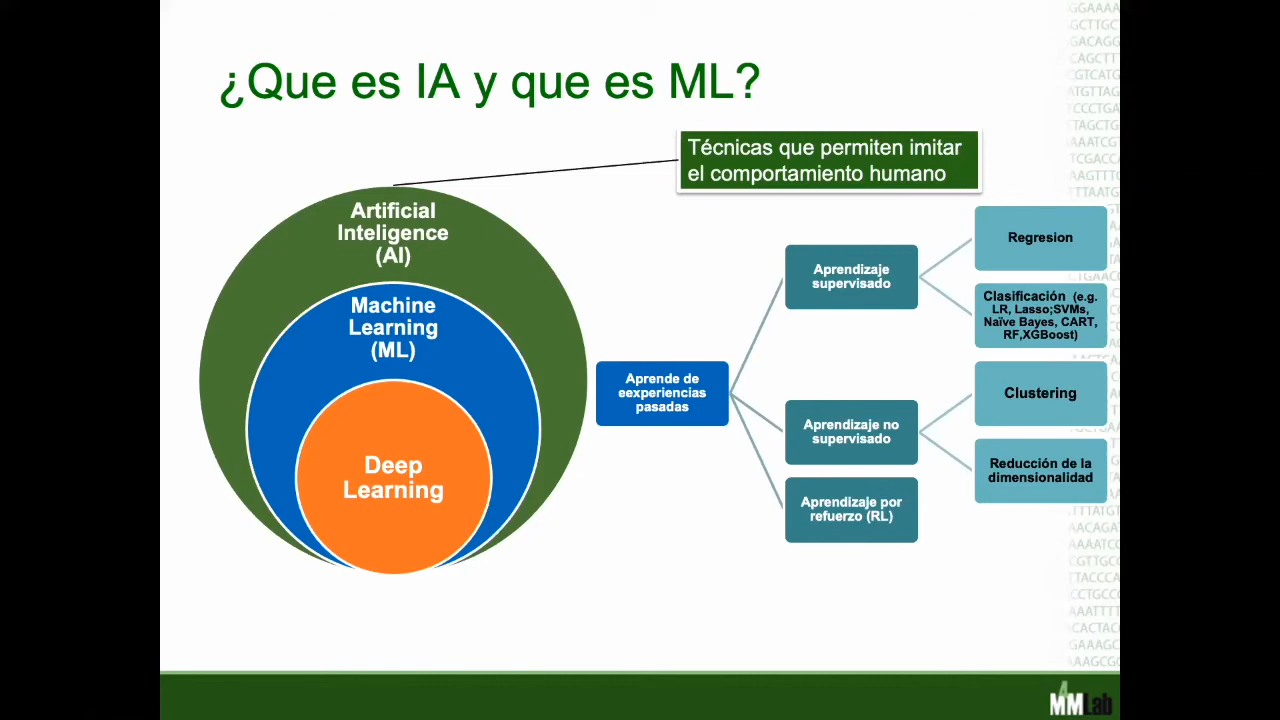 ¿Que es IA y que es ML?
Técnicas que permiten imitar
el comportamiento humano
Artificial
Inteligence
(AI)
Machine
Learning
(ML)
Deep
Learning
Aprende de
eexperiencias
pasadas
Aprendizaje
supervisado
Regresion
Clasificación (e.g.
LR, Lasso;SVMs,
Naïve Bayes, CART,
RF,XGBoost)
Aprendizaje no
supervisado
Clustering
Reducción de la
dimensionalidad
Aprendizaje por
refuerzo (RL)
4
MMLab